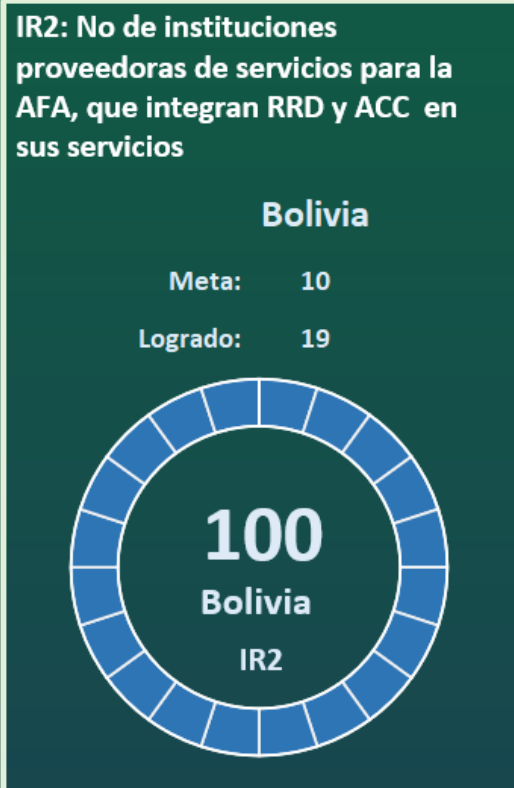 IR2: No de instituciones
proveedoras de servicios para la
AFA, que integran RRD y ACC en
sus servicios
Bolivia
Meta: 10
Logrado: 19
100
Bolivia
IR2